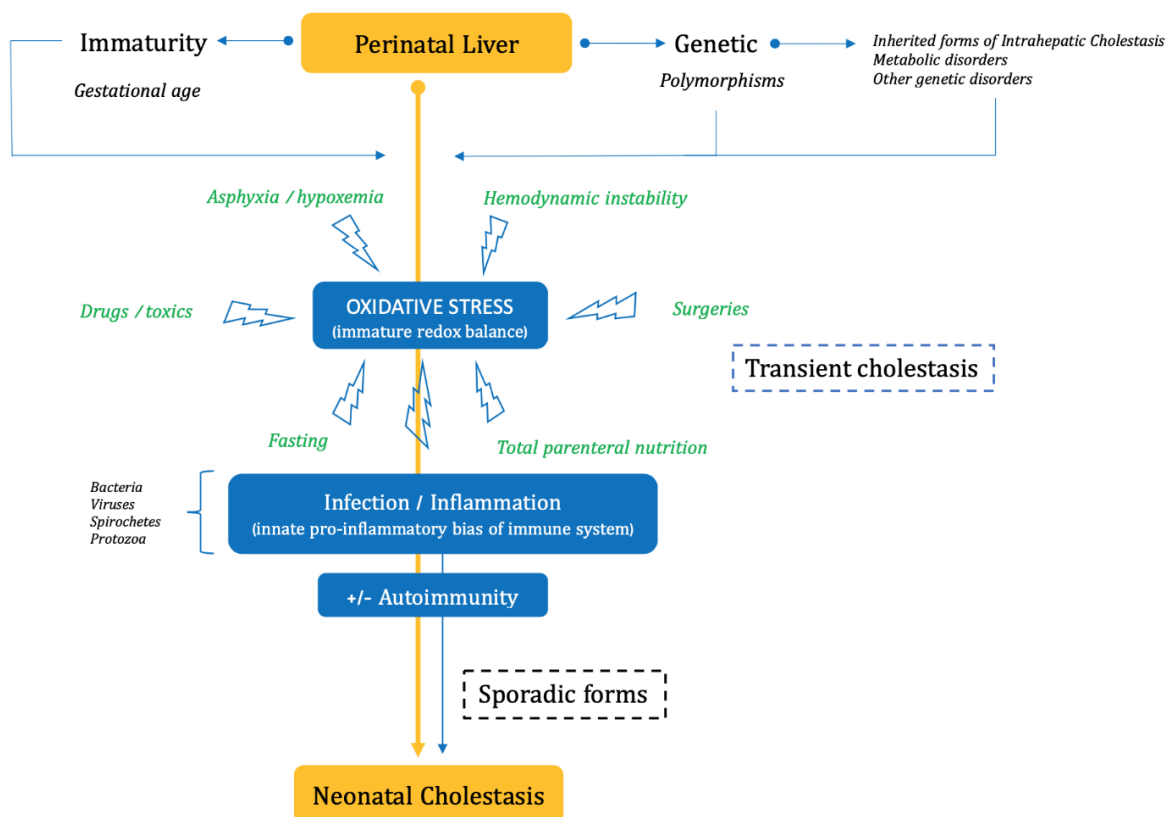 Immaturity
Perinatal Liver
Genetic
Inherited forms of Intrahepatic Cholestasis
Metabolic disorders
Other genetic disorders
Gestational age
Polymorphisms
Asphyxia / hypoxemia
Hemodynamic instability
Drugs / toxics
OXIDATIVE STRESS
(immature redox balance)
Surgeries
Transient cholestasis
Fasting
Total parenteral nutrition
Bacteria
Viruses
Spirochetes
Protozoa
Infection / Inflammation
(innate pro-inflammatory bias of immune system)
+/- Autoimmunity
Sporadic forms
Neonatal Cholestasis